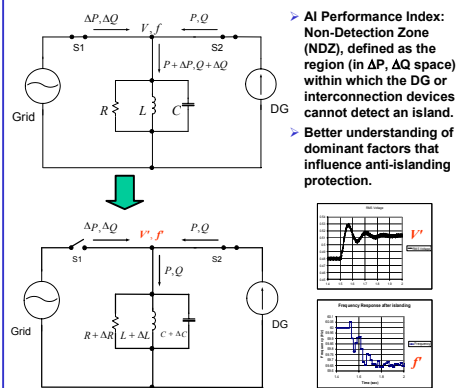 ΔP,ΔQ V, f P,Q
S1 S2
P+ΔP,Q+ΔQ
Grid R L C DG
ΔP,ΔQ V', f' P,Q
S1 S2
P,Q
Grid R+ΔR L+ΔL C+ΔC DG
➢ AI Performance Index:
Non-Detection Zone
(NDZ), defined as the
region (in ΔP, ΔQ space)
within which the DG or
interconnection devices
cannot detect an island.
➢ Better understanding of
dominant factors that
influence anti-islanding
protection.
V'
Frequency Response after islanding
Frequency (Hz)
Time (sec)
f'